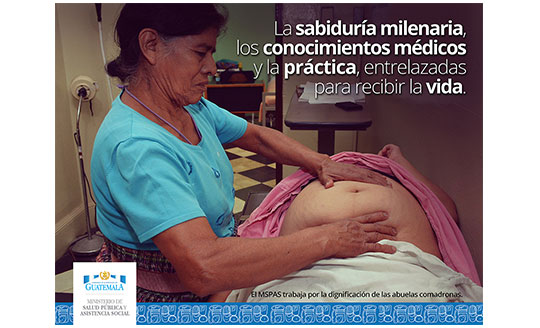 La sabiduría milenaria,
los conocimientos médicos
y la práctica, entrelazadas
para recibir la vida.
El MSPAS trabaja por la dignificación de las abuelas comadronas.
GUATEMALA
MINISTERIO DE
SALUD PÚBLICA Y
ASISTENCIA SOCIAL